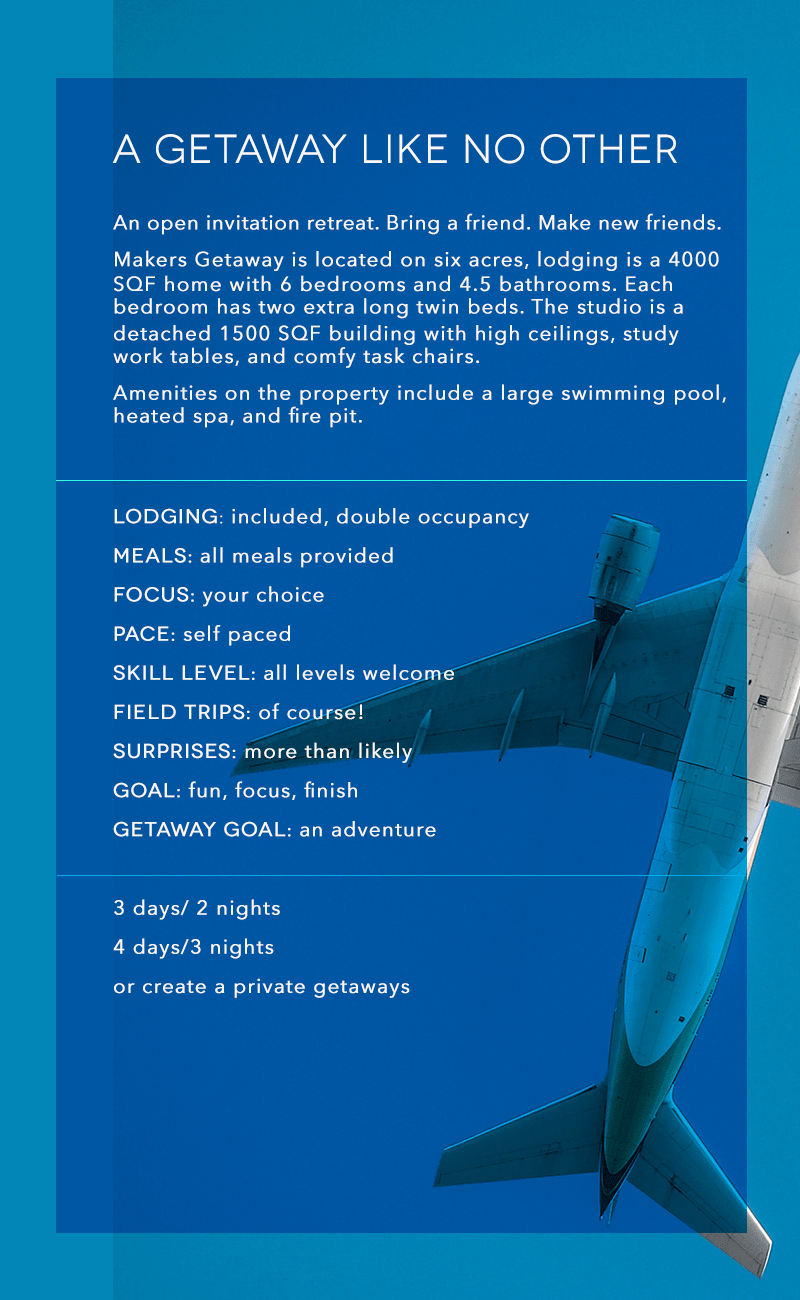 A GETAWAY LIKE NO OTHER
An open invitation retreat. Bring a friend. Make new friends.
Makers Getaway is located on six acres, lodging is a 4000
SQF home with 6 bedrooms and 4.5 bathrooms. Each
bedroom has two extra long twin beds. The studio is a
detached 1500 SQF building with high ceilings, study
work tables, and comfy task chairs.
Amenities on the property include a large swimming pool,
heated spa, and fire pit.
LODGING: included, double occupancy
MEALS: all meals provided
FOCUS: your choice
PACE: self paced
SKILL LEVEL: all levels welcome
FIELD TRIPS: of course!
SURPRISES: more than likely
GOAL: fun, focus, finish
GETAWAY GOAL: an adventure
3 days/ 2 nights
4 days/3 nights
or create a private getaways